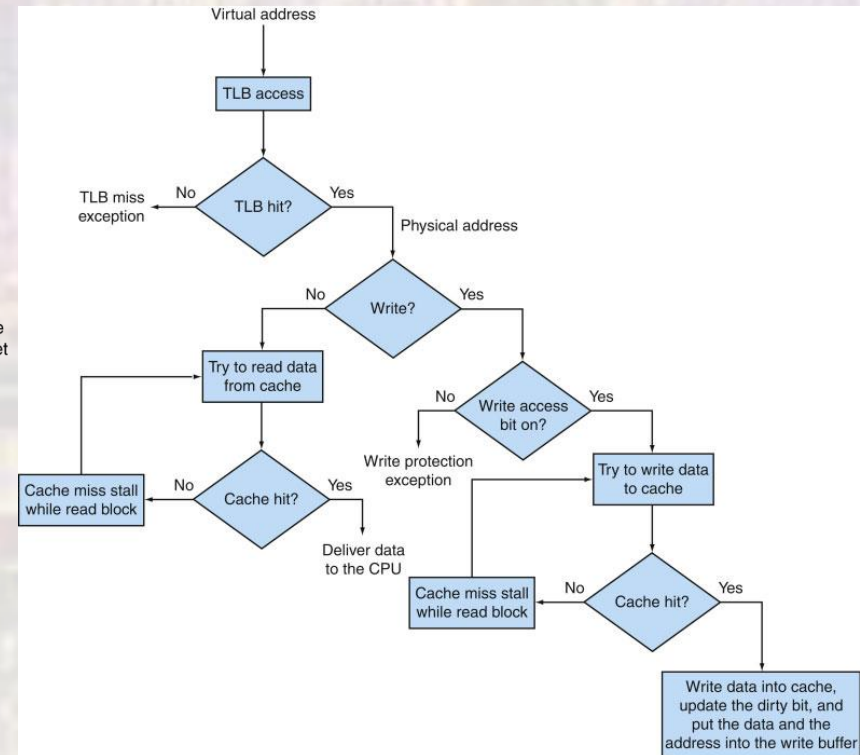 Virtual address
TLB access
TLB hit?
No
Yes
TLB miss
exception
Physical address
Write?
No
Yes
Try to read data
from cache
Write access
bit on?
No
Yes
Write protection
exception
Try to write data
to cache
Cache hit?
No
Yes
Cache miss stall
while read block
Deliver data
to the CPU
Cache hit?
No
Yes
Cache miss stall
while read block
Write data into cache,
update the dirty bit, and
put the data and the
address into the write buffer